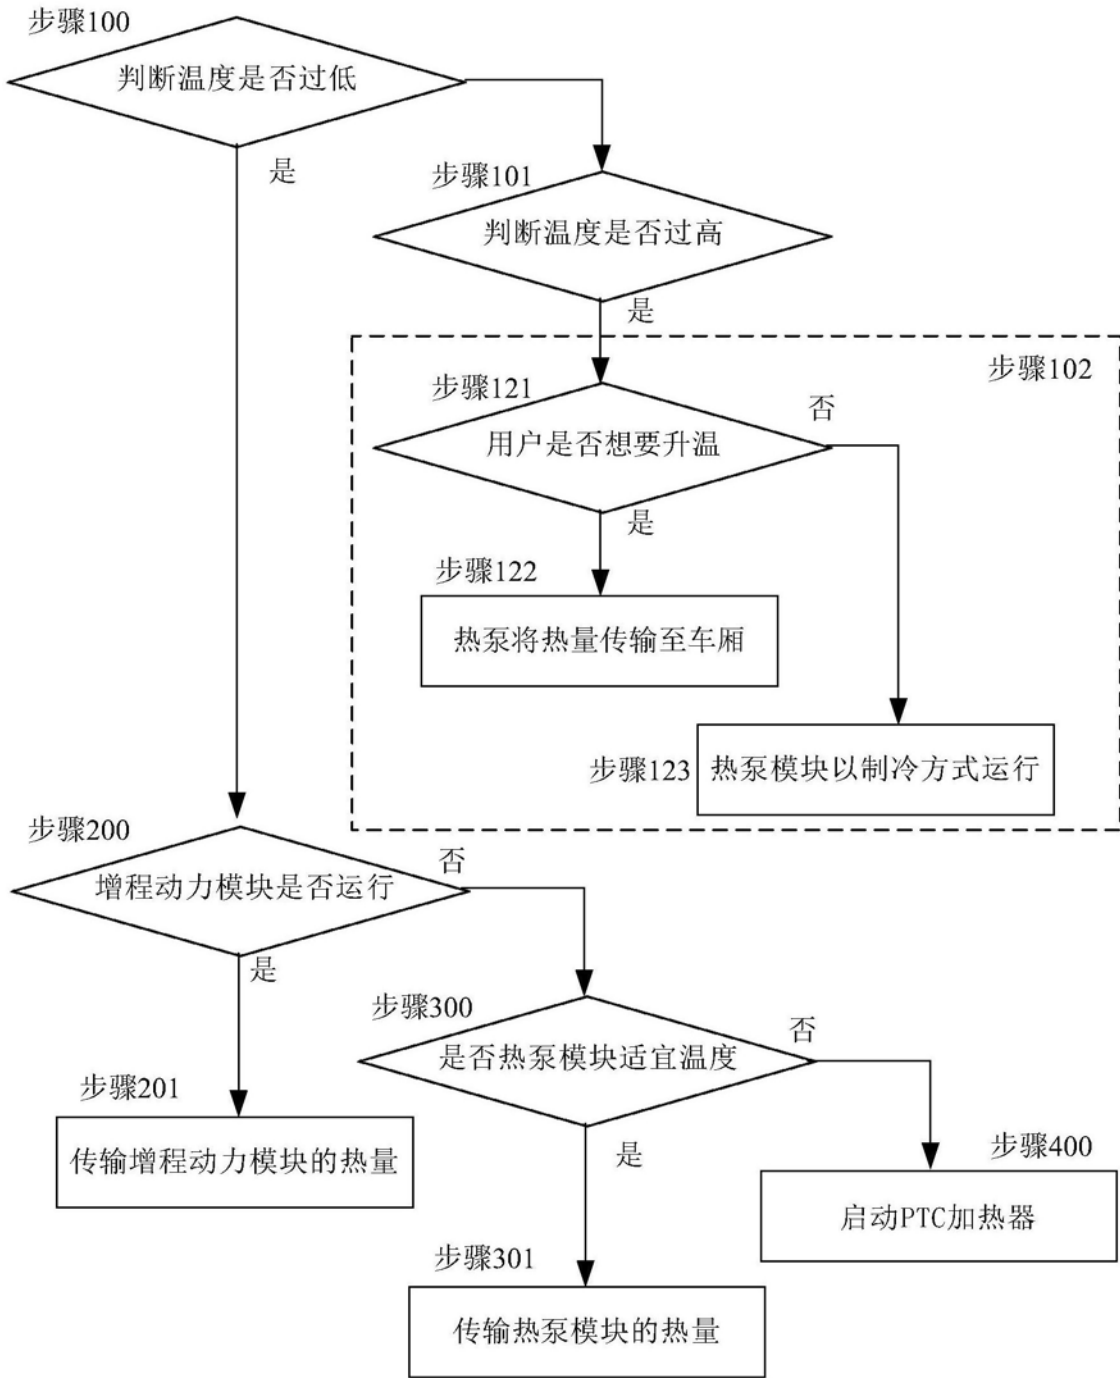 步骤100
判断温度是否过低
是
步骤101
判断温度是否过高
是
步骤102
步骤121
否
用户是否想要升温
是
步骤122
热泵将热量传输至车厢
步骤123
热泵模块以制冷方式运行
步骤200
否
增程动力模块是否运行
是
步骤300
否
是否热泵模块适宜温度
步骤201
是
步骤400
传输增程动力模块的热量
启动PTC加热器
步骤301
传输热泵模块的热量